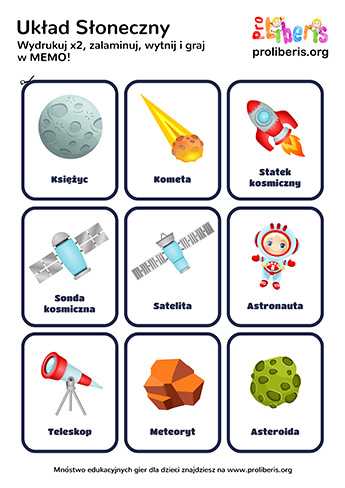 Układ Słoneczny
Wydrukuj x2, zalaminuj, wytnij i graj
w MEMO!
Pro
liberis
proliberis.org
Księżyc
Kometa
Statek
kosmiczny
Sonda
kosmiczna
Satelita
Astronauta
Teleskop
Meteoryt
Asteroida
Mnóstwo edukacyjnych gier dla dzieci znajdziesz na www.proliberis.org